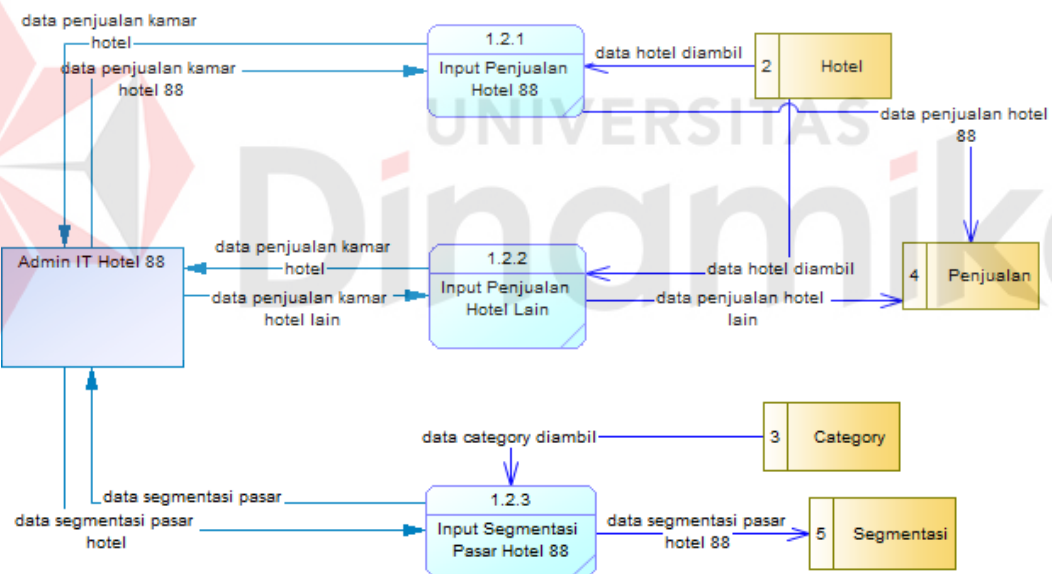 data penjualan kamar
hotel
data penjualan kamar
hotel 88
1.2.1
Input Penjualan
Hotel 88
data hotel diambil
2
Hotel
data penjualan hotel
88
UNIVERSITAS
Dinamika
Admin IT Hotel 88
data penjualan kamar
hotel
data penjualan kamar
hotel lain
1.2.2
Input Penjualan
Hotel Lain
data hotel diambil
data penjualan hotel
lain
4
Penjualan
data category diambil
3
Category
data segmentasi pasar
data segmentasi pasar
hotel
1.2.3
Input Segmentasi
Pasar Hotel 88
data segmentasi pasar
hotel 88
5
Segmentasi